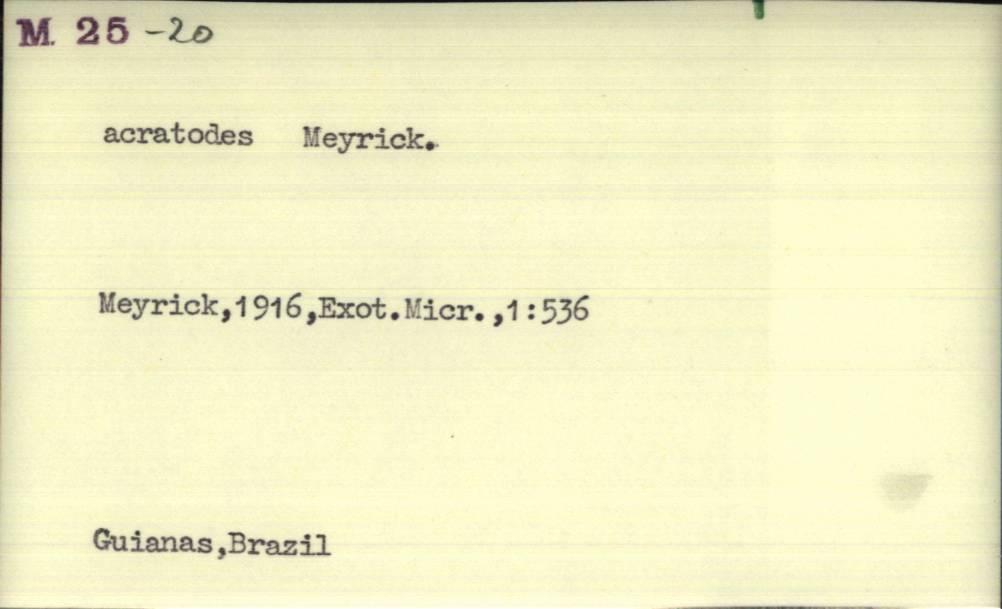 M. 25 -20
acratodes Meyrick.
Meyrick,1916,Exot.Micr.,1:536
Guianas,Brazil